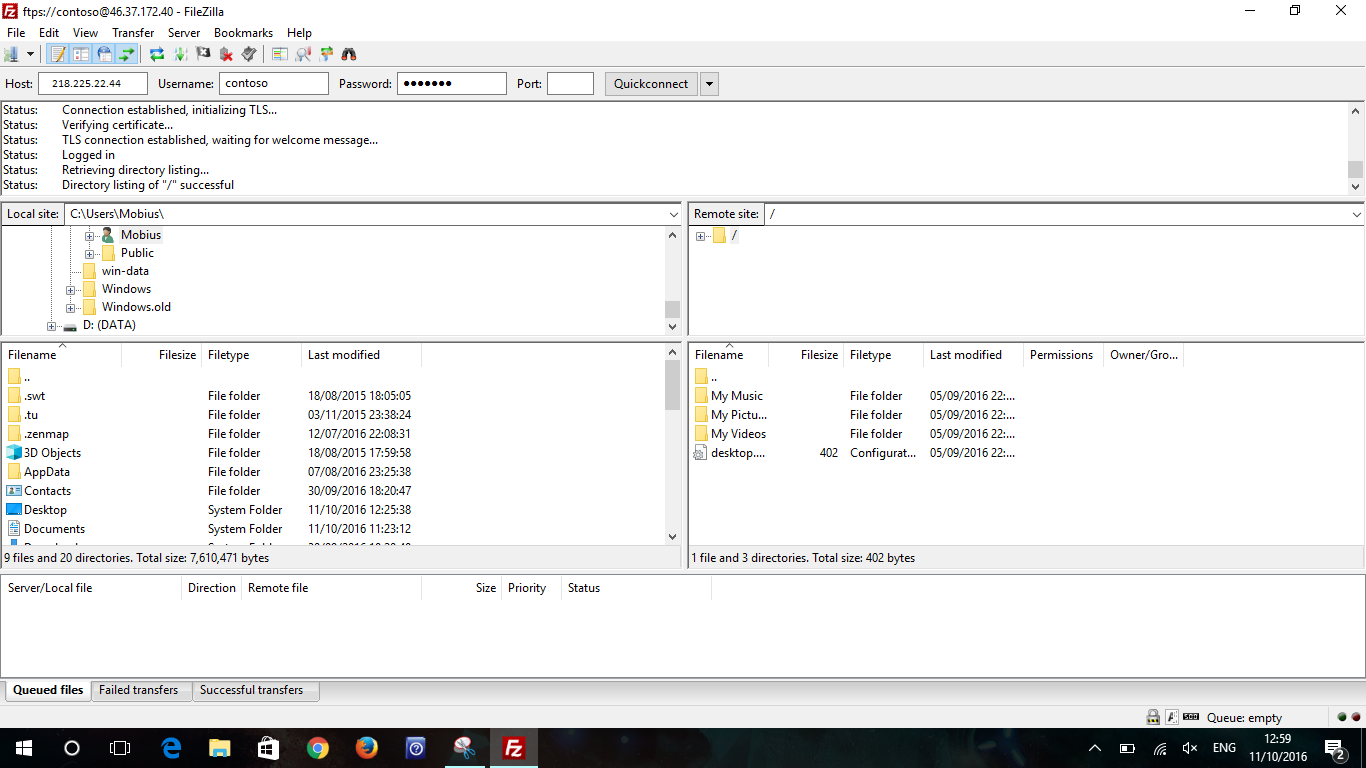 ftps://contoso@46.37.172.40 - FileZilla
File Edit View Transfer Server Bookmarks Help
Host: 218.225.22.44 Username: contoso Password: ●●●●●●● Port: Quickconnect
Status: Connection established, initializing TLS...
Status: Verifying certificate...
Status: TLS connection established, waiting for welcome message...
Status: Logged in
Status: Retrieving directory listing...
Status: Directory listing of "/" successful
Local site: C:\Users\Mobius\
Mobius
Public
win-data
Windows
Windows.old
D: (DATA)
Remote site: /
/
Filename Filesize Filetype Last modified
..
.swt File folder 18/08/2015 18:05:05
.tu File folder 03/11/2015 23:38:24
.zenmap File folder 12/07/2016 22:08:31
3D Objects File folder 18/08/2015 17:59:58
AppData File folder 07/08/2016 23:25:38
Contacts File folder 30/09/2016 18:20:47
Desktop System Folder 11/10/2016 12:25:38
Documents System Folder 11/10/2016 11:23:12
9 files and 20 directories. Total size: 7,610,471 bytes
Filename Filesize Filetype Last modified Permissions Owner/Gro...
..
My Music File folder 05/09/2016 22:...
My Pictu... File folder 05/09/2016 22:...
My Videos File folder 05/09/2016 22:...
desktop.... 402 Configurat... 05/09/2016 22:...
1 file and 3 directories. Total size: 402 bytes
Server/Local file Direction Remote file Size Priority Status
Queued files Failed transfers Successful transfers
Queue: empty
ENG
12:59
11/10/2016
2